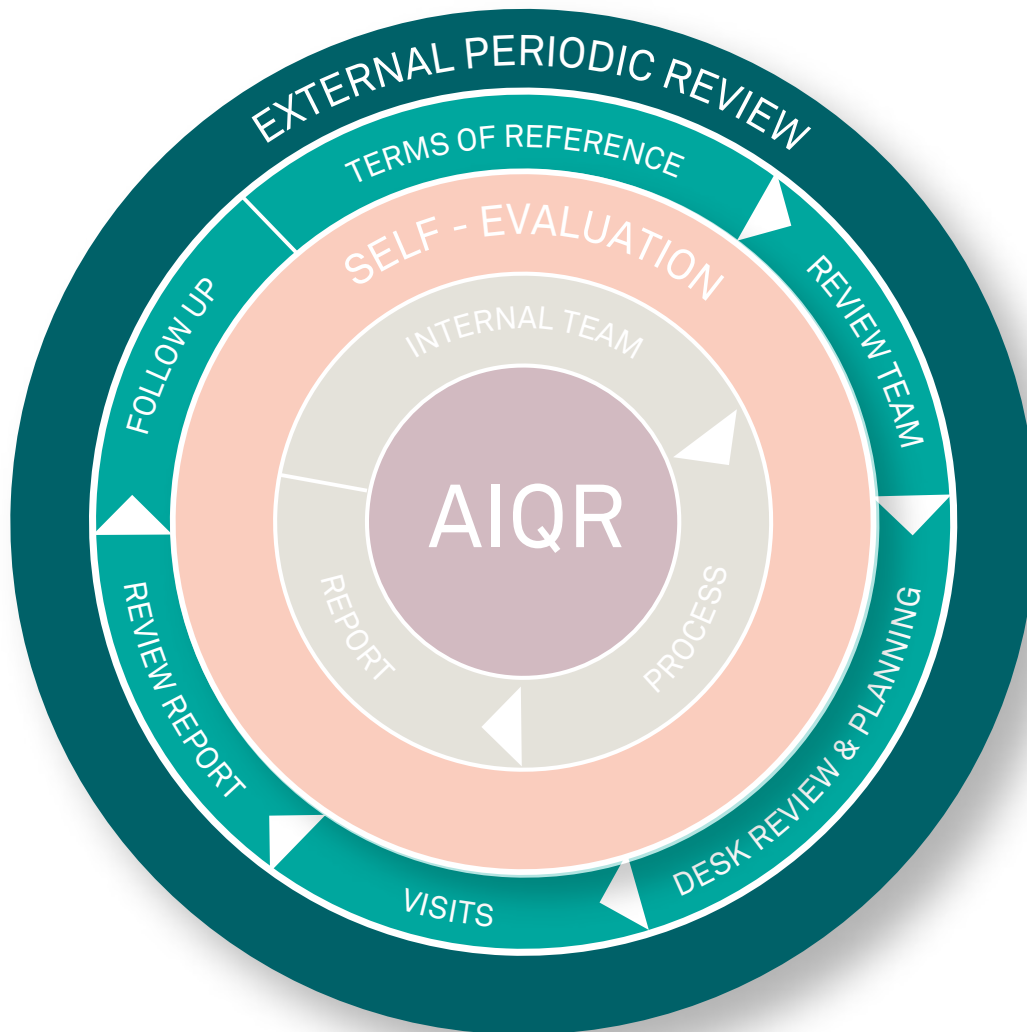 EXTERNAL PERIODIC REVIEW
TERMS OF REFERENCE
REVIEW TEAM
DESK REVIEW & PLANNING
VISITS
REVIEW REPORT
FOLLOW UP
SELF - EVALUATION
INTERNAL TEAM
PROCESS
REPORT
AIQR